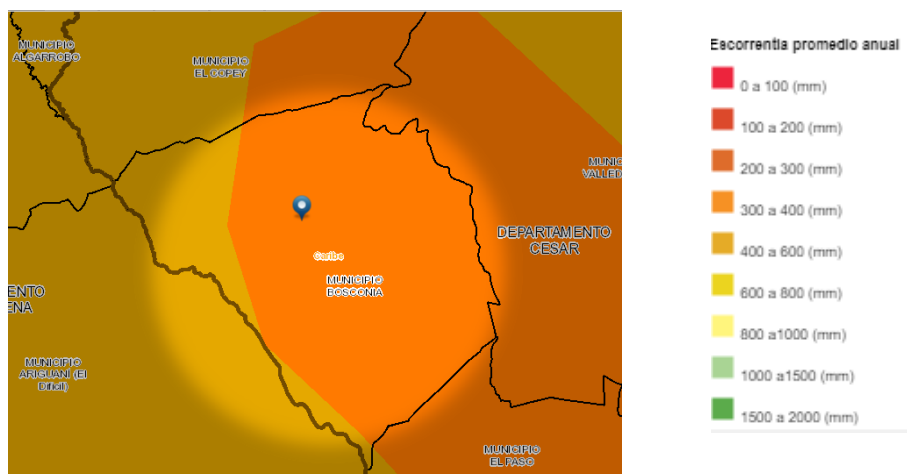 MUNICIPIO
ALGARROBO
MUNICIPIO
EL COPEY
MUNIC
VALLED
DEPARTAMENTO
CESAR
Caribe
MUNICIPIO
BOSCONIA
ENTO
ENA
MUNICIPIO
ARIGUANI (El
Dificil)
MUNICIPIO
EL PASO
Escorrentia promedio anual
0 a 100 (mm)
100 a 200 (mm)
200 a 300 (mm)
300 a 400 (mm)
400 a 600 (mm)
600 a 800 (mm)
800 a1000 (mm)
1000 a1500 (mm)
1500 a 2000 (mm)